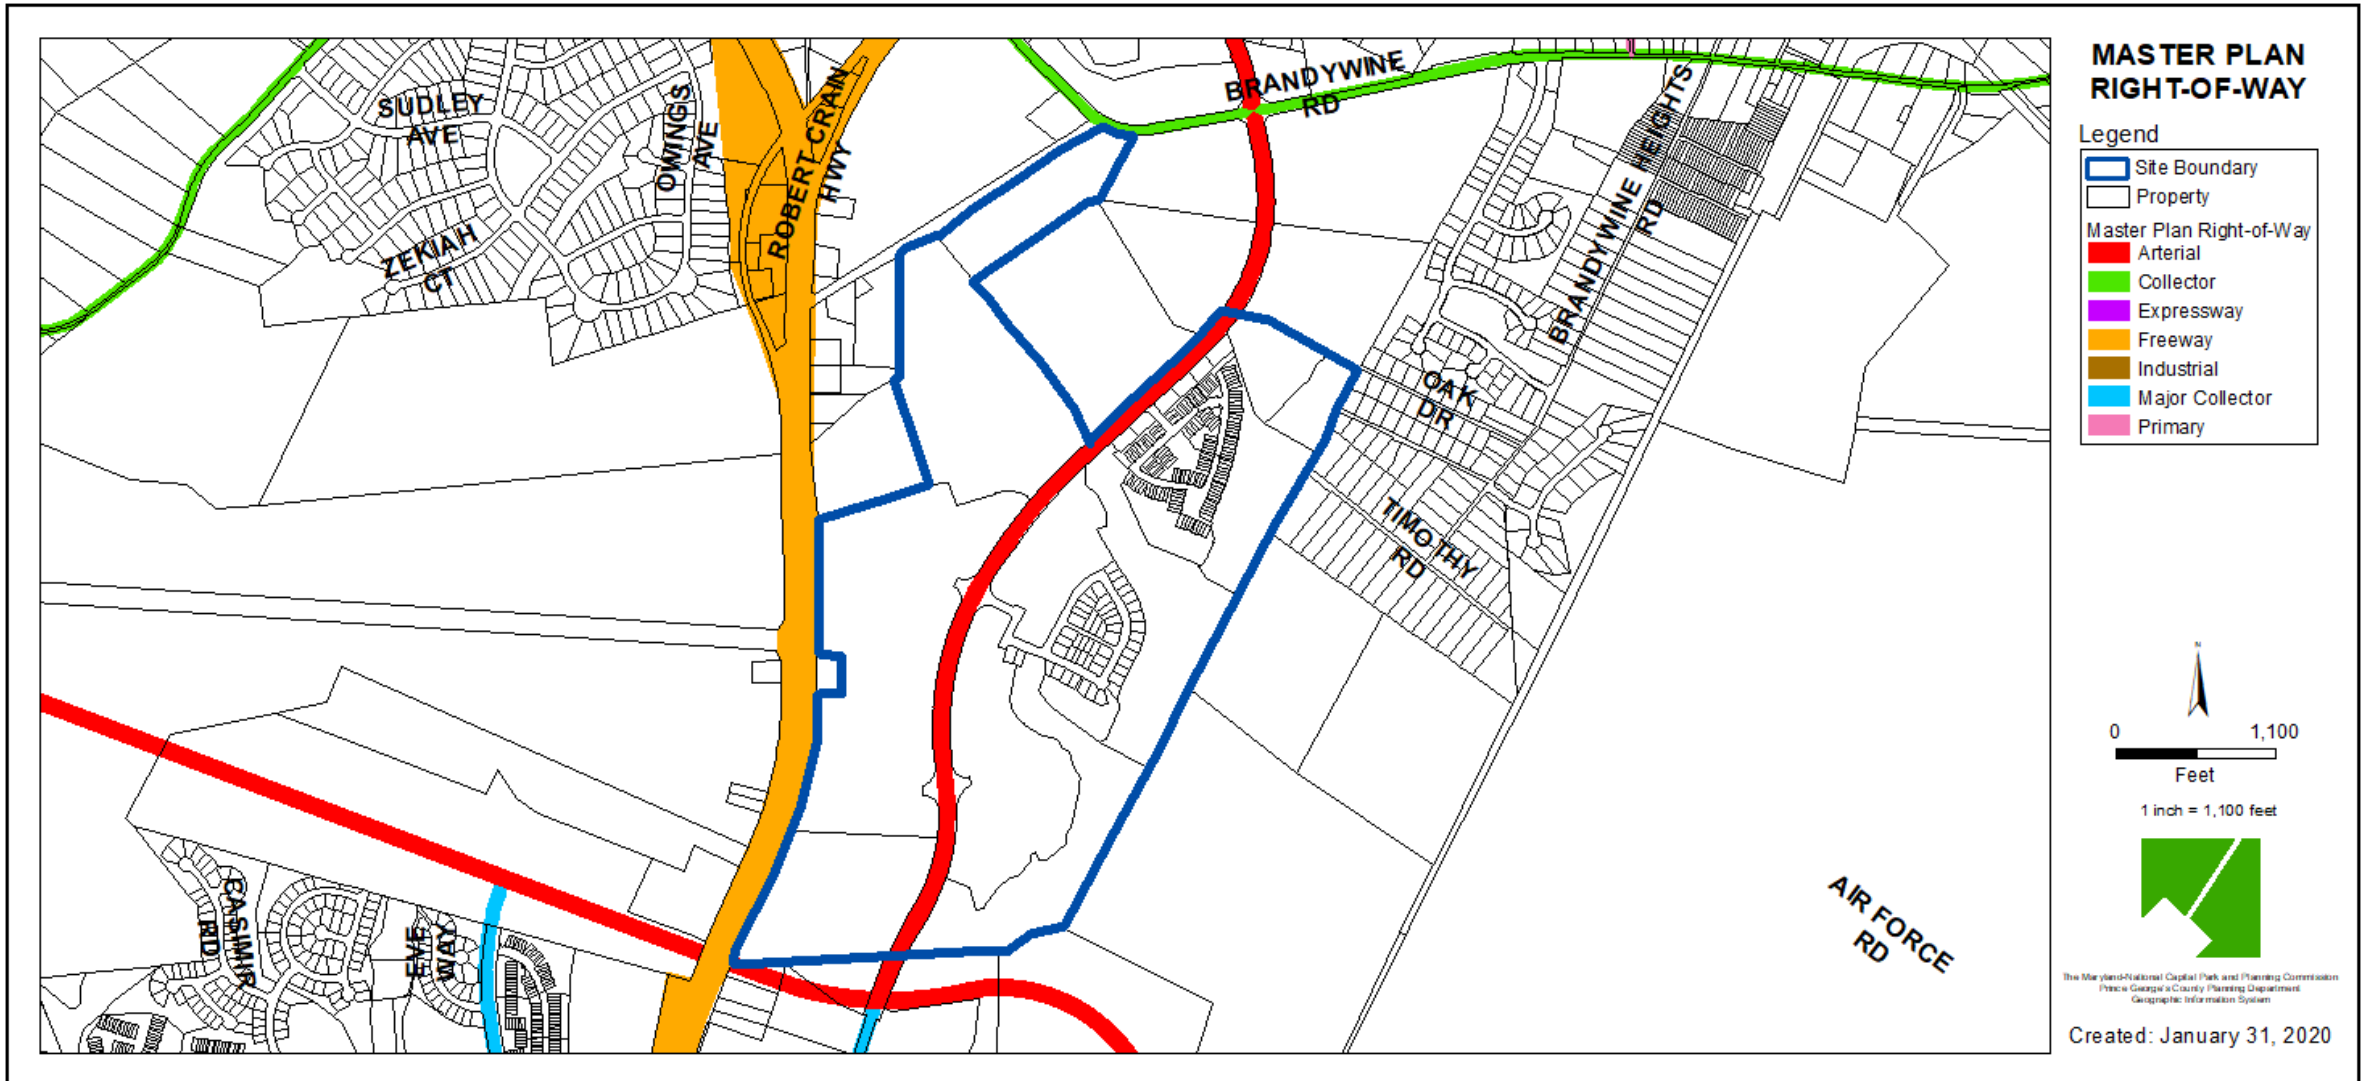 SUDLEY
AVE
OWINGS
AVE
ROBERT CRAIN
HWY
BRANDYWINE
RD
BRANDYWINE HEIGHTS
RD
ZEKIAH
CT
OAK
DR
TIMOTHY
RD
CASIMIR
RD
EVE
WAY
AIR FORCE
RD
MASTER PLAN
RIGHT-OF-WAY
Legend
Site Boundary
Property
Master Plan Right-of-Way
Arterial
Collector
Expressway
Freeway
Industrial
Major Collector
Primary
N
0 1,100
Feet
1 inch = 1,100 feet
The Maryland-National Capital Park and Planning Commission
Prince George's County Planning Department
Geographic Information System
Created: January 31, 2020